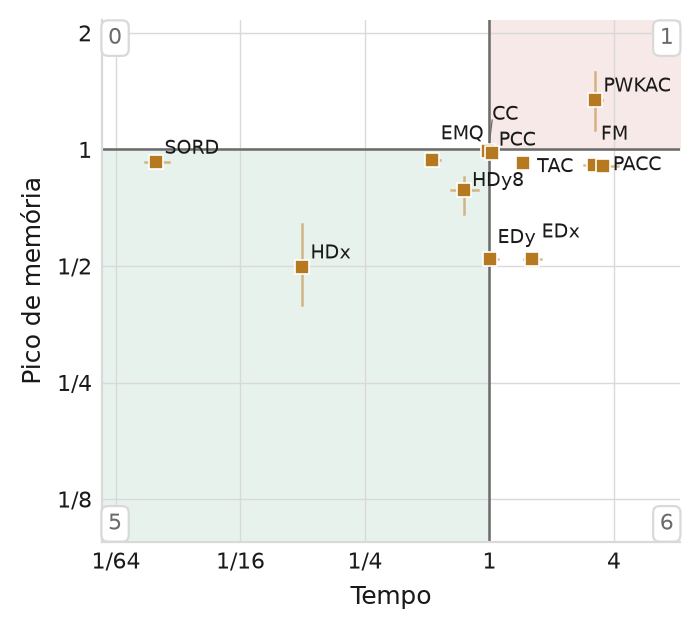 2
0
1
PWKAC
CC
FM
EMQ
PCC
1
SORD
TAC
PACC
HDy8
EDy
EDx
HDx
1/2
Pico de memória
1/4
1/8
5
6
1/64
1/16
1/4
1
4
Tempo